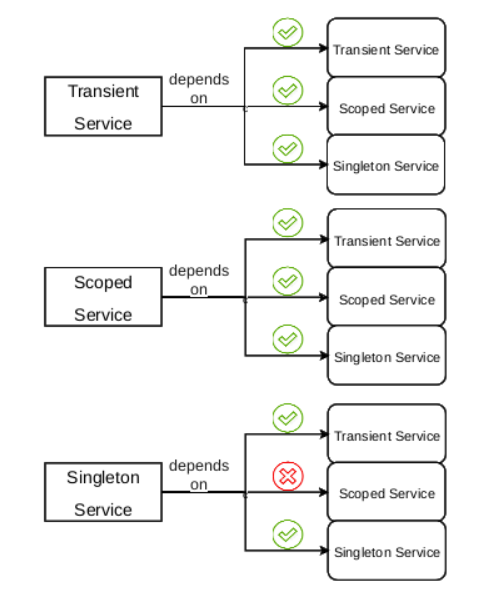 Transient
Service
depends
on
Transient Service
Scoped Service
Singleton Service
Scoped
Service
depends
on
Transient Service
Scoped Service
Singleton Service
Singleton
Service
depends
on
Transient Service
Scoped Service
Singleton Service